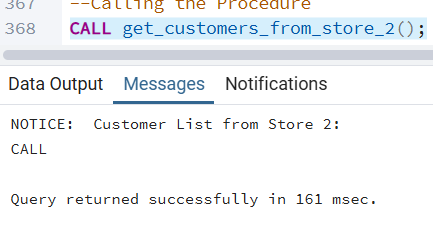 367 --Calling the Procedure
368 CALL get_customers_from_store_2();
Data Output Messages Notifications
NOTICE:  Customer List from Store 2:
CALL
Query returned successfully in 161 msec.